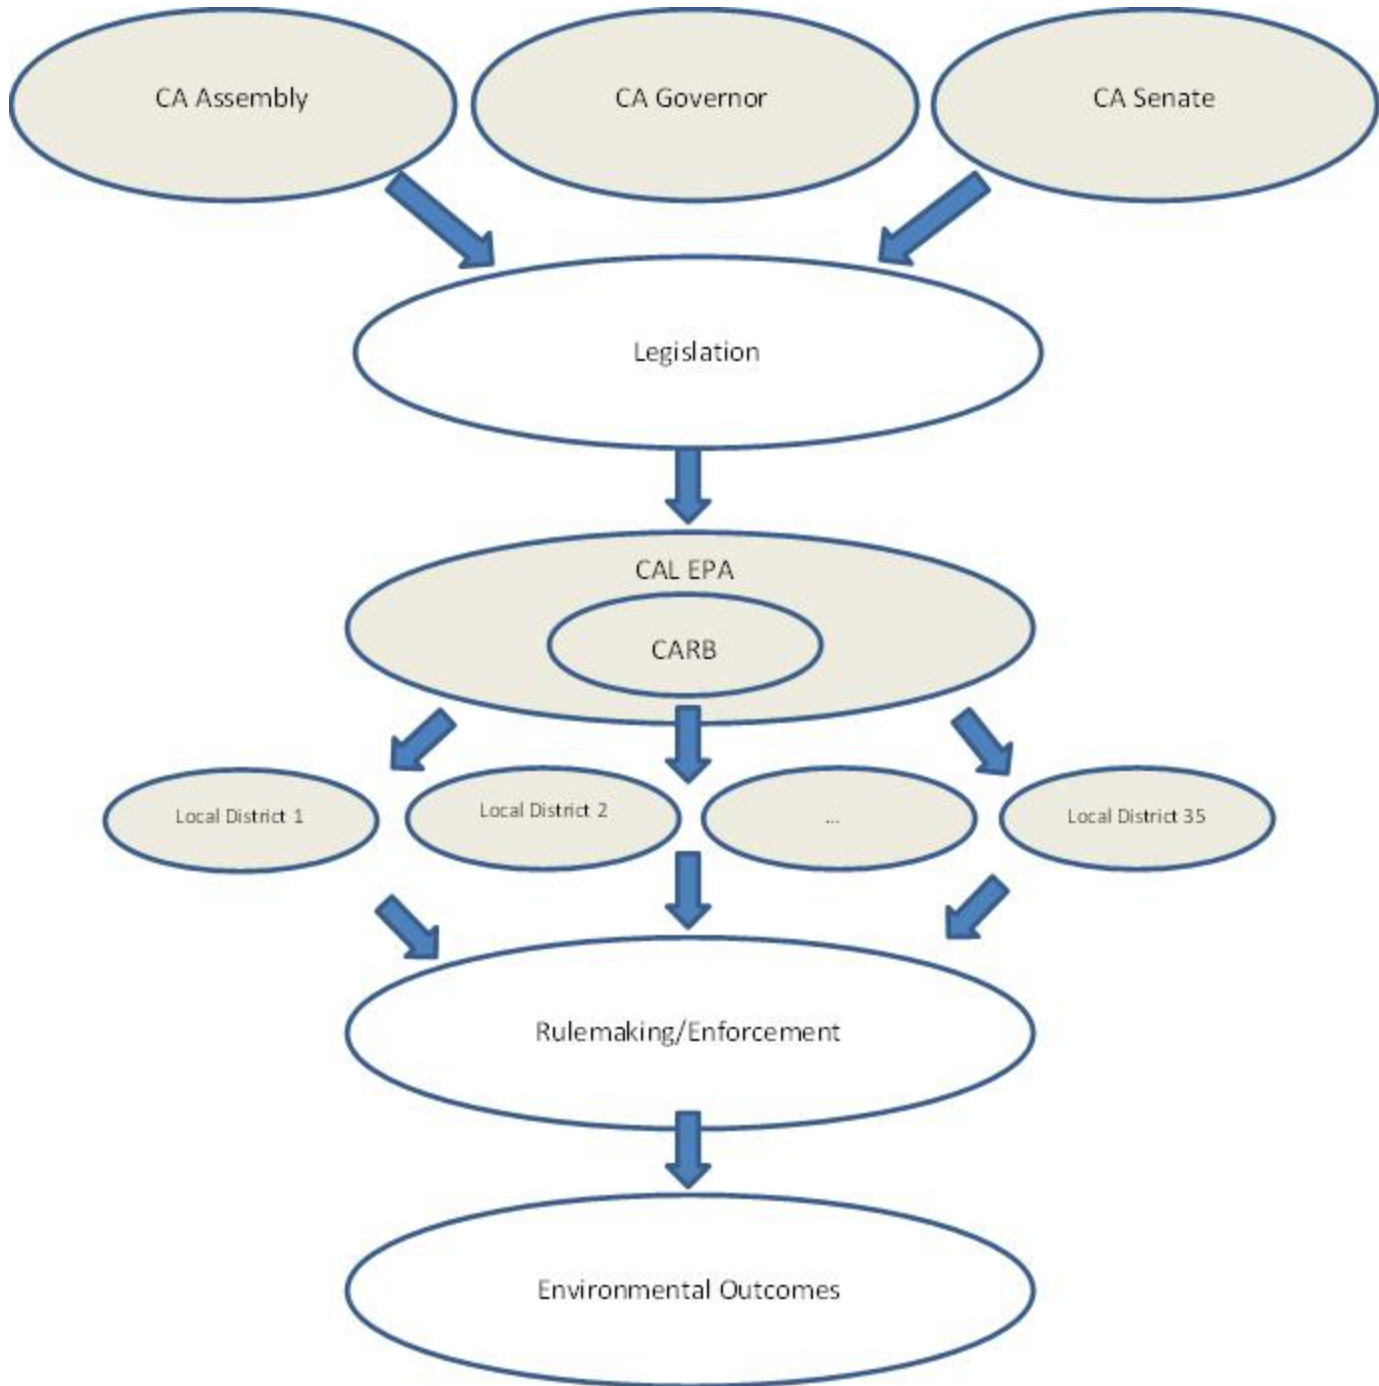 CA Assembly
CA Governor
CA Senate
Legislation
CAL EPA
CARB
Local District 1
Local District 2
...
Local District 35
Rulemaking/Enforcement
Environmental Outcomes